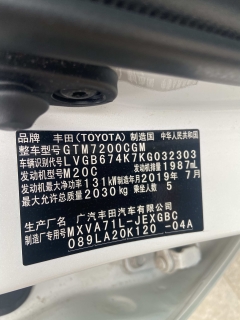 品牌 丰田(TOYOTA) 制造国 中华人民共和国
整车型号 GTM7200CGM
车辆识别代号 LVGB674K7KG032303
发动机型号 M20C 发动机排量 1987mL
发动机最大净功率 131kW 制造年月 2019年 7月
最大允许总质量 2030kg 乘坐人数 5
广汽丰田汽车有限公司
制造厂专用号 MXVA71L-JEXGBC
089LA20K120 -04A